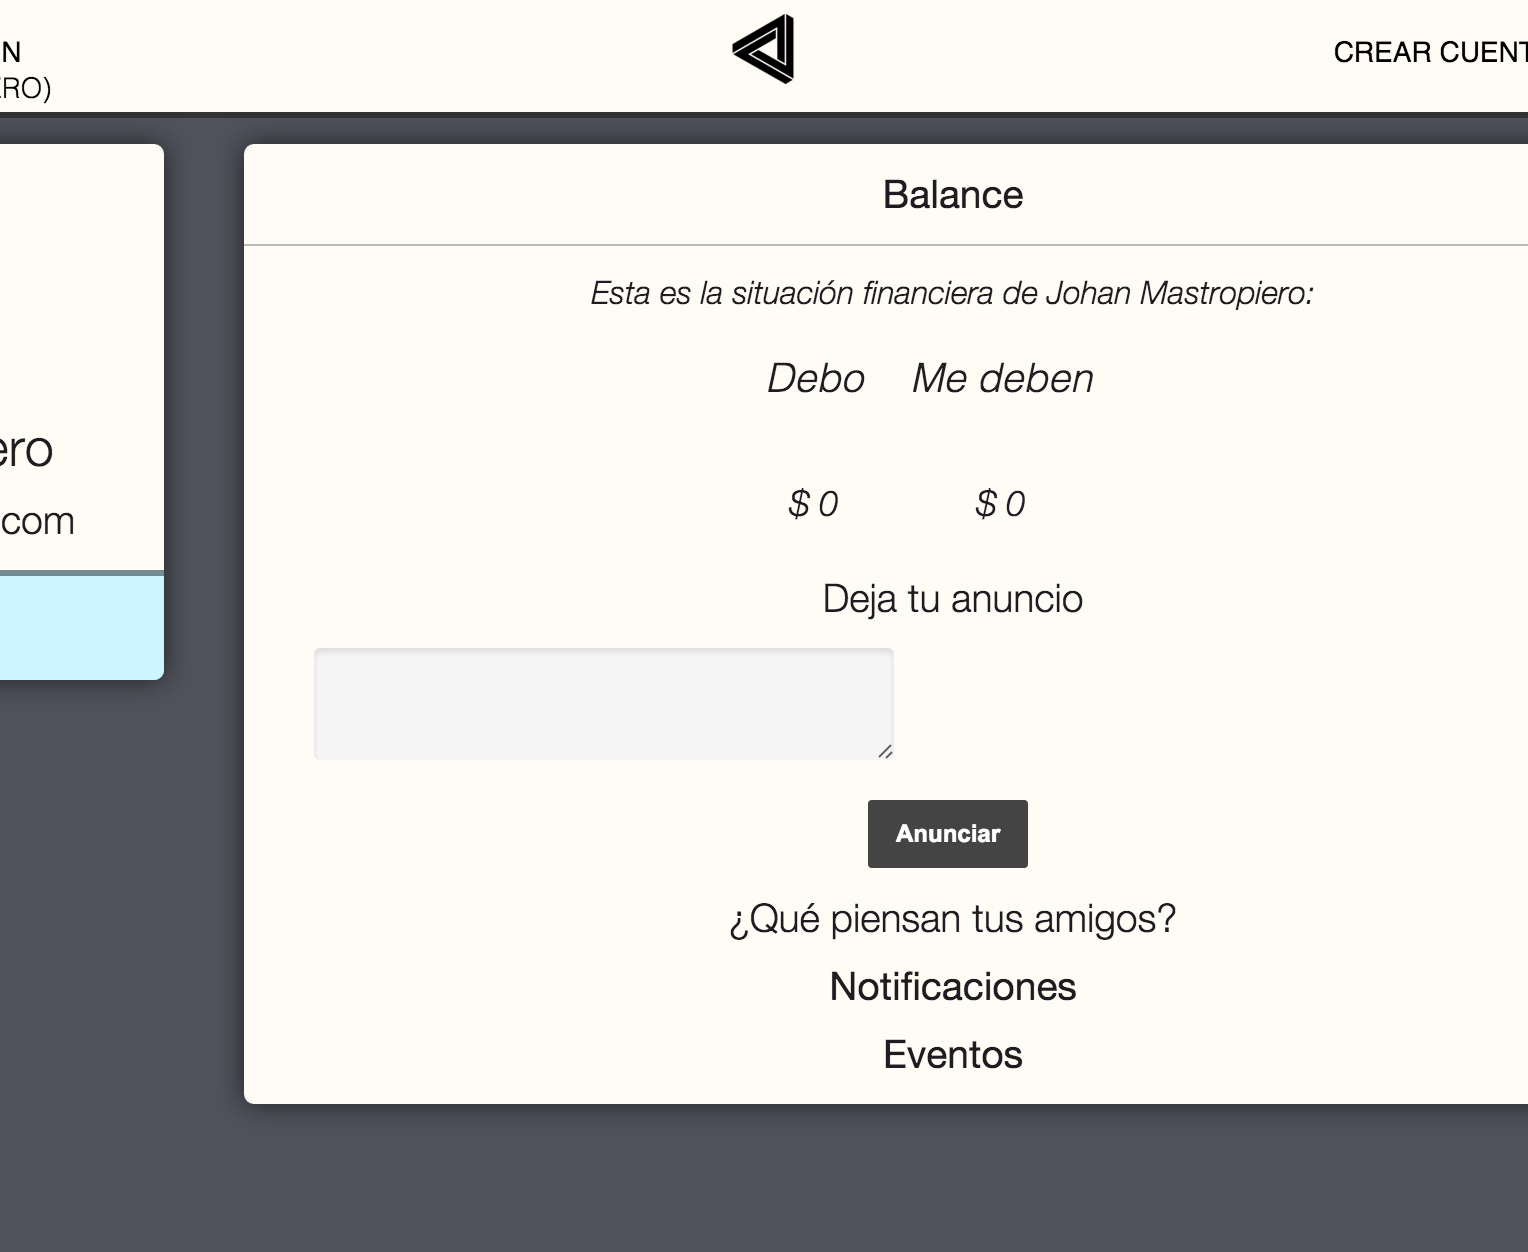 N
CREAR CUENT
ERO)
Balance
Esta es la situación financiera de Johan Mastropiero:
Debo Me deben
ero
$ 0 $ 0
.com
Deja tu anuncio
Anunciar
¿Qué piensan tus amigos?
Notificaciones
Eventos